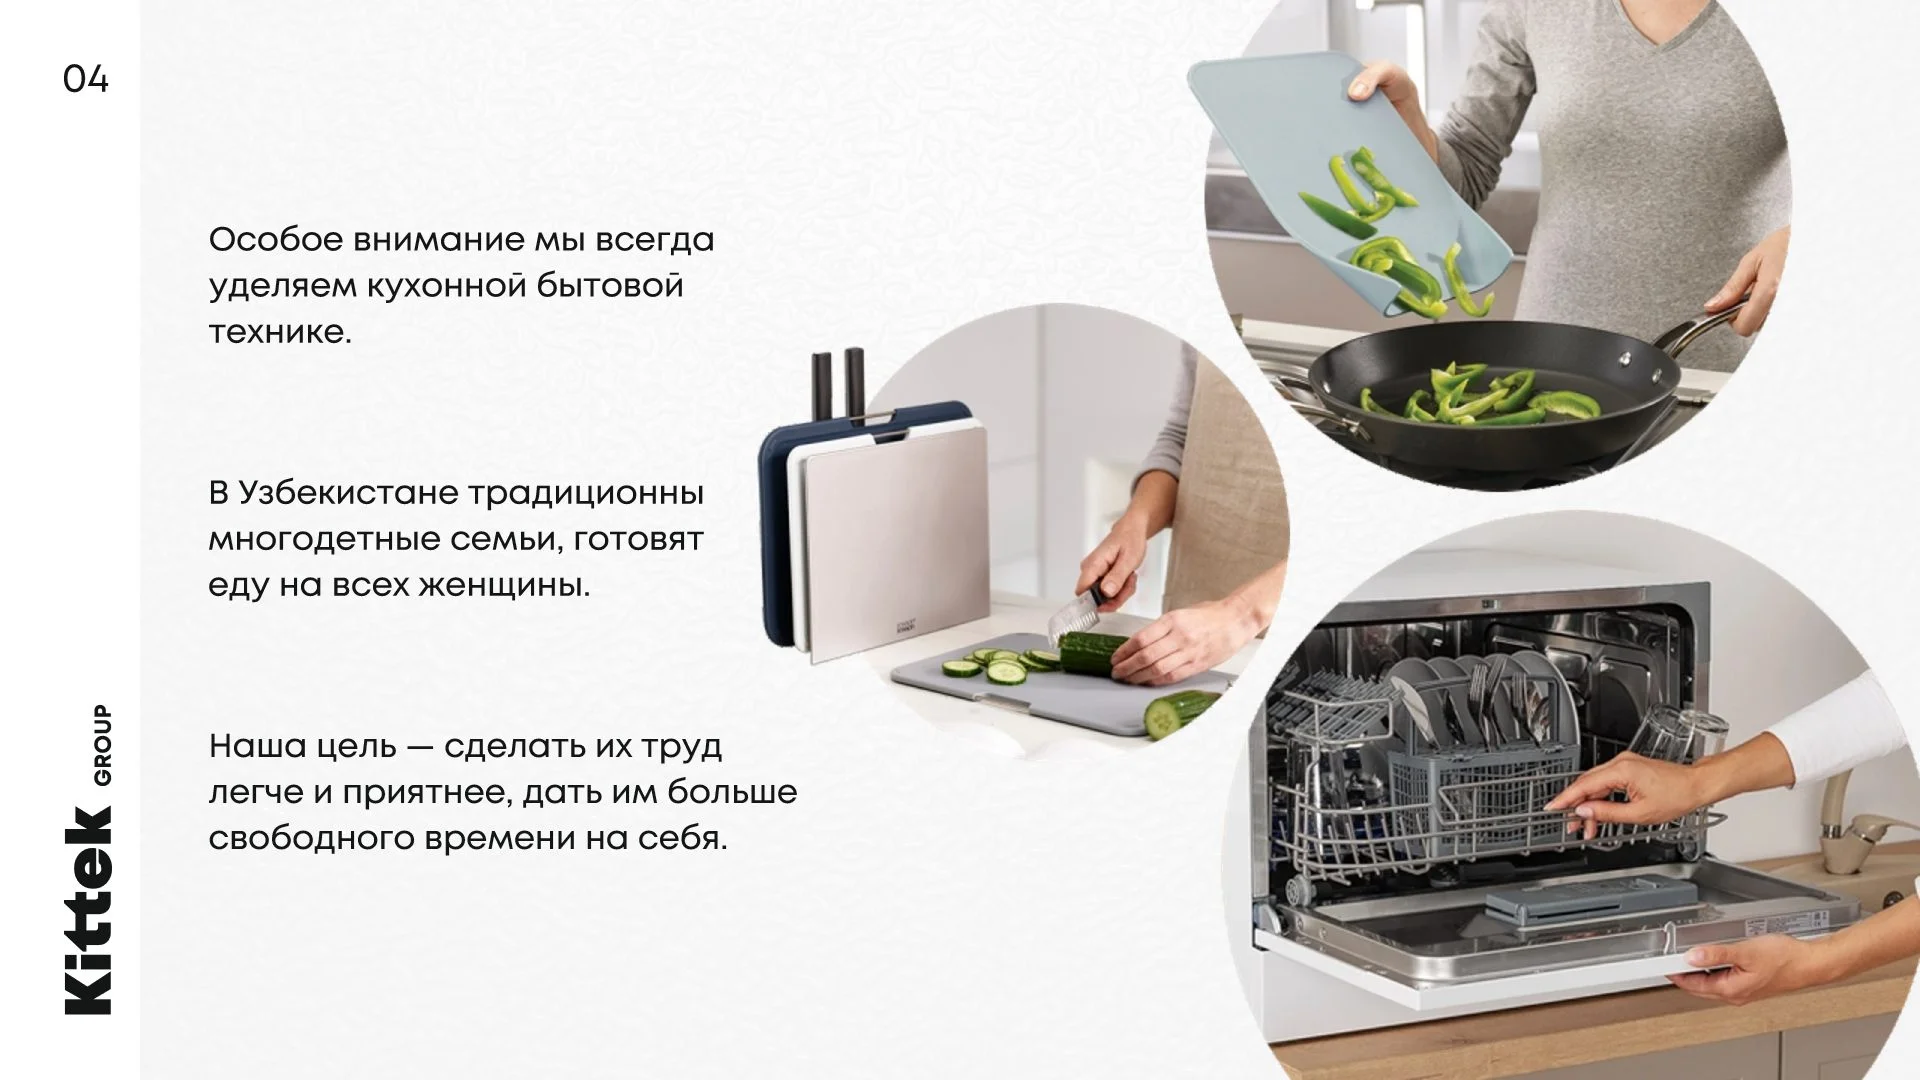 04
Особое внимание мы всегда
уделяем кухонной бытовой
технике.
В Узбекистане традиционны
многодетные семьи, готовят
еду на всех женщины.
Наша цель — сделать их труд
легче и приятнее, дать им больше
свободного времени на себя.
Kittek GROUP